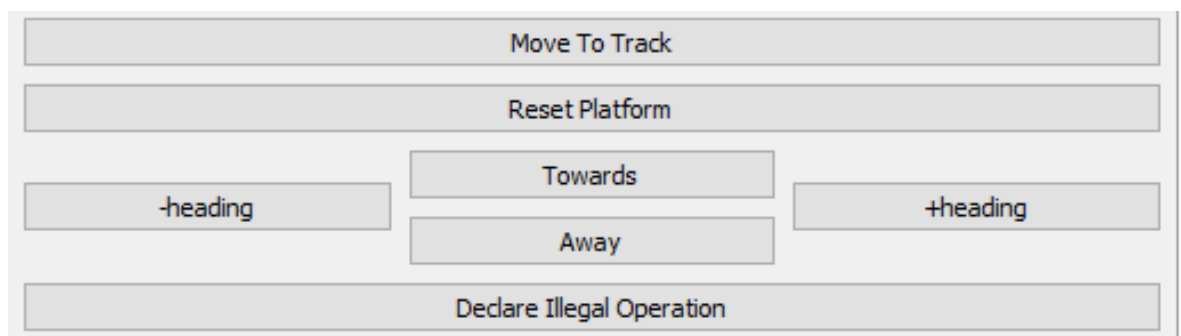 Move To Track
Reset Platform
Towards
-heading
+heading
Away
Declare Illegal Operation